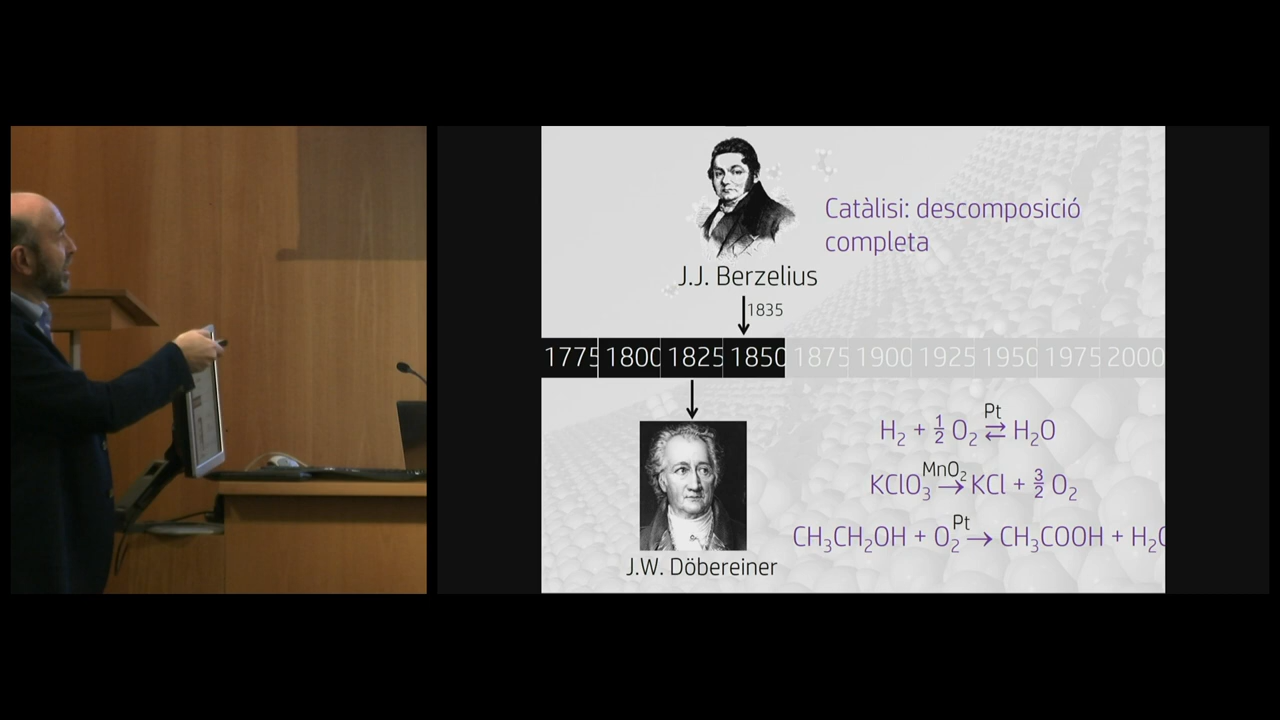 Catàlisi: descomposició
completa
J.J. Berzelius
1835
1775 1800 1825 1850 1875 1900 1925 1950 1975 2000
Pt
H₂ + ½ O₂ ⇄ H₂O
MnO₂
KClO₃ → KCl + 3/2 O₂
Pt
CH₃CH₂OH + O₂ → CH₃COOH + H₂O
J.W. Döbereiner